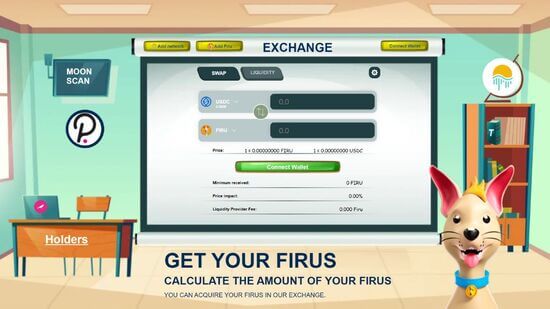 Add network
Add Firu
EXCHANGE
Connect Wallet
MOON
SCAN
SWAP
LIQUIDITY
USDC
0.0
FIRU
0.0
Price:
1 = 0.00000000 FIRU
1 = 0.00000000 USDC
Connect Wallet
Minimum received:
0 FIRU
Price Impact:
0.00%
Liquidity Provider Fee:
0.000 Firu
Holders
GET YOUR FIRUS
CALCULATE THE AMOUNT OF YOUR FIRUS
YOU CAN ACQUIRE YOUR FIRUS IN OUR EXCHANGE.